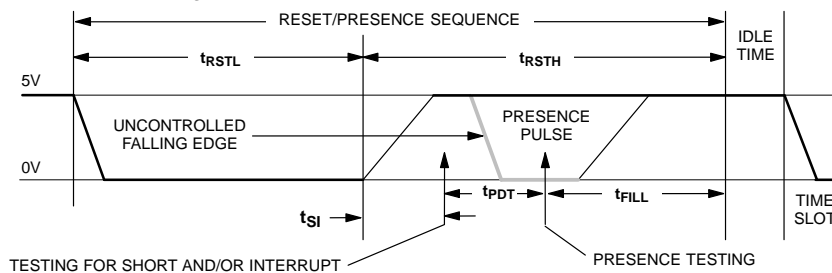 RESET/PRESENCE SEQUENCE
IDLE
TIME
tRSTL
tRSTH
5V
UNCONTROLLED
FALLING EDGE
PRESENCE
PULSE
0V
tPDT
tFILL
tSI
TIME
SLOT
TESTING FOR SHORT AND/OR INTERRUPT
PRESENCE TESTING